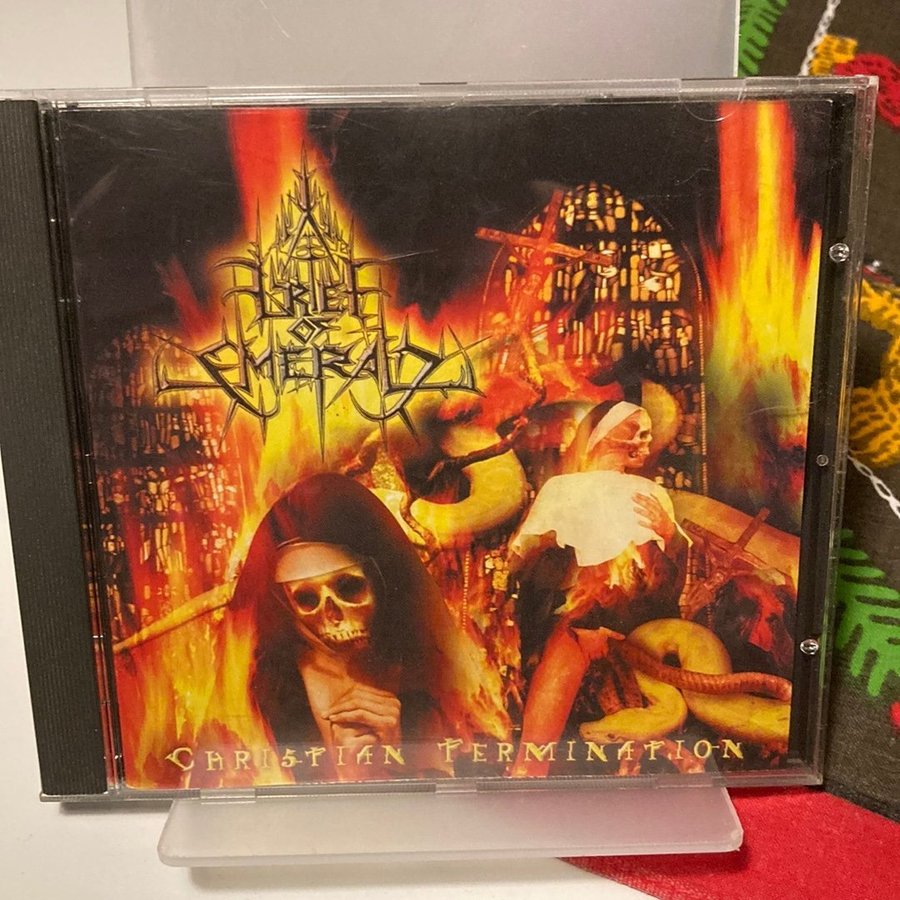 A
GRIEF
OF
EMERALD
CHRISTIAN TERMINATION